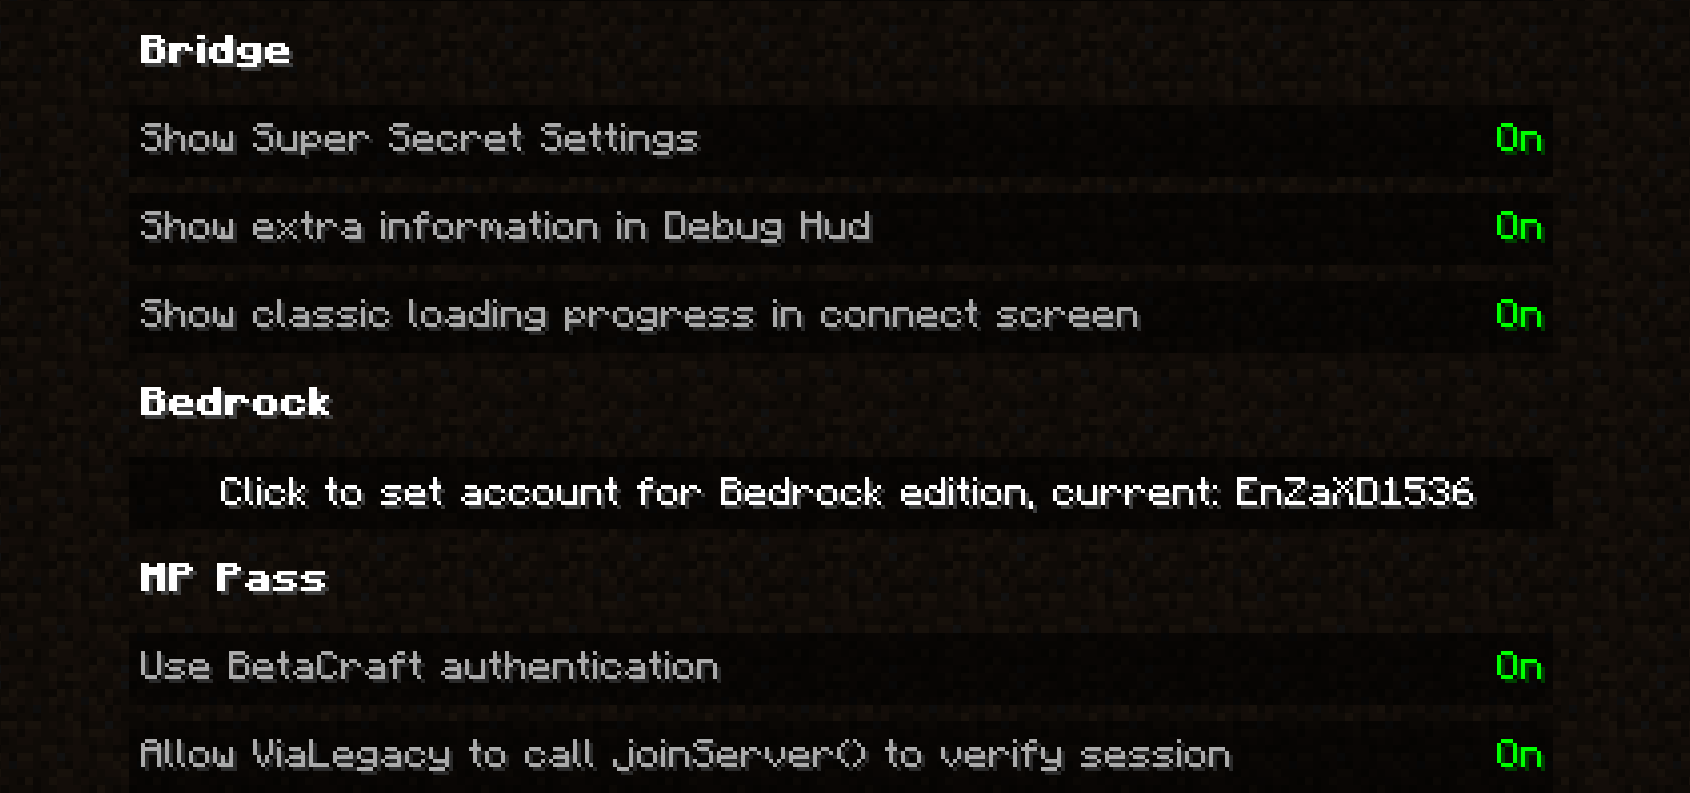 Bridge
Show Super Secret Settings On
Show extra information in Debug Hud On
Show classic loading progress in connect screen On
Bedrock
Click to set account for Bedrock edition, current: EnZaXD1536
MP Pass
Use BetaCraft authentication On
Allow ViaLegacy to call joinServer() to verify session On